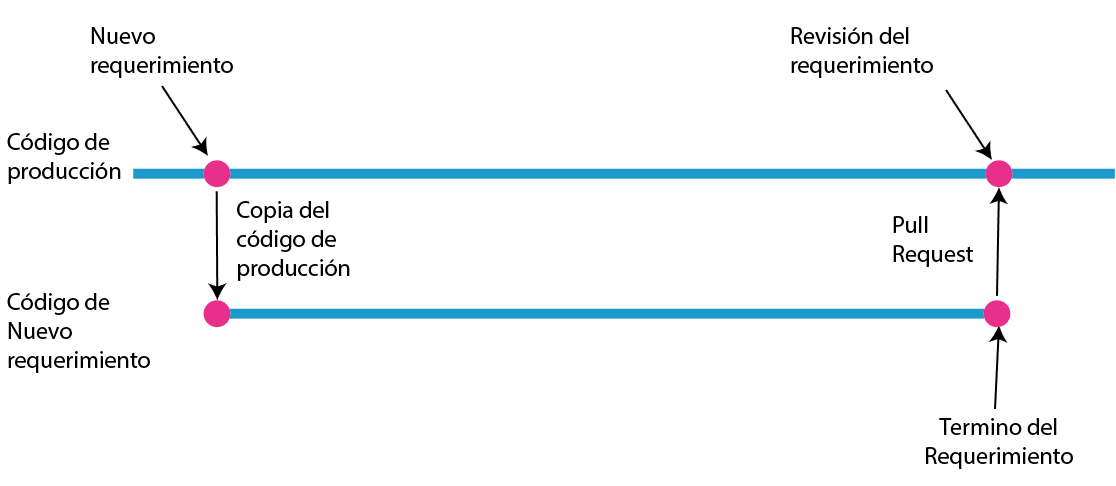 Nuevo
requerimiento
Revisión del
requerimiento
Código de
producción
Copia del
código de
producción
Pull
Request
Código de
Nuevo
requerimiento
Termino del
Requerimiento